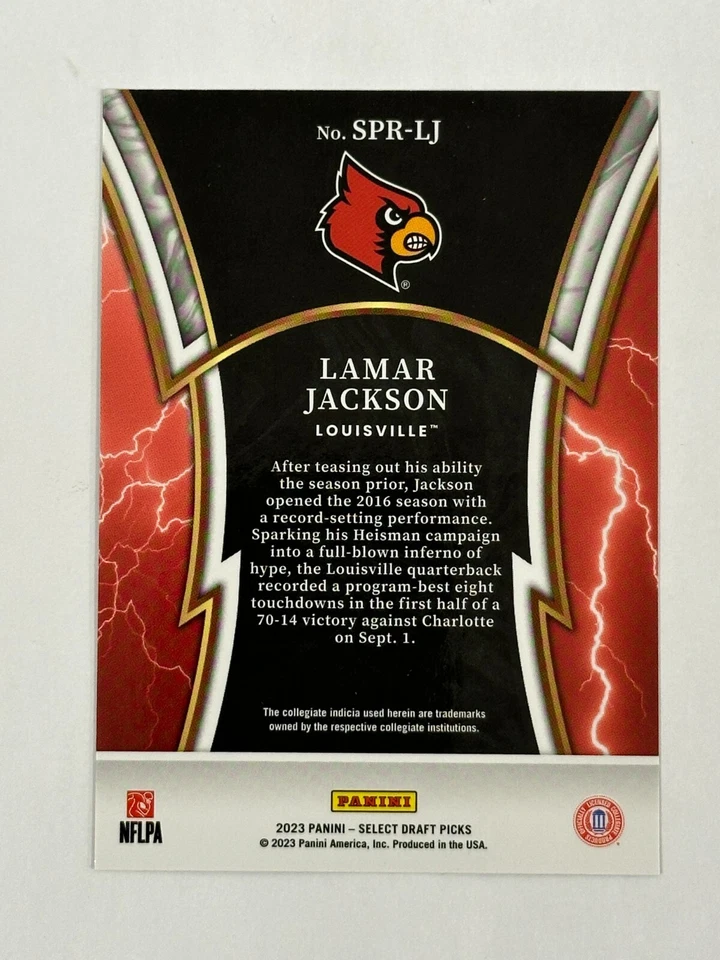 No. SPR-LJ
®
LAMAR
JACKSON
LOUISVILLE™
After teasing out his ability
the season prior, Jackson
opened the 2016 season with
a record-setting performance.
Sparking his Heisman campaign
into a full-blown inferno of
hype, the Louisville quarterback
recorded a program-best eight
touchdowns in the first half of a
70-14 victory against Charlotte
on Sept. 1.
The collegiate indicia used herein are trademarks
owned by the respective collegiate institutions.
NFLPA
PANINI
2023 PANINI – SELECT DRAFT PICKS
© 2023 Panini America, Inc. Produced in the USA.
OFFICIALLY LICENSED COLLEGIATE PRODUCTS